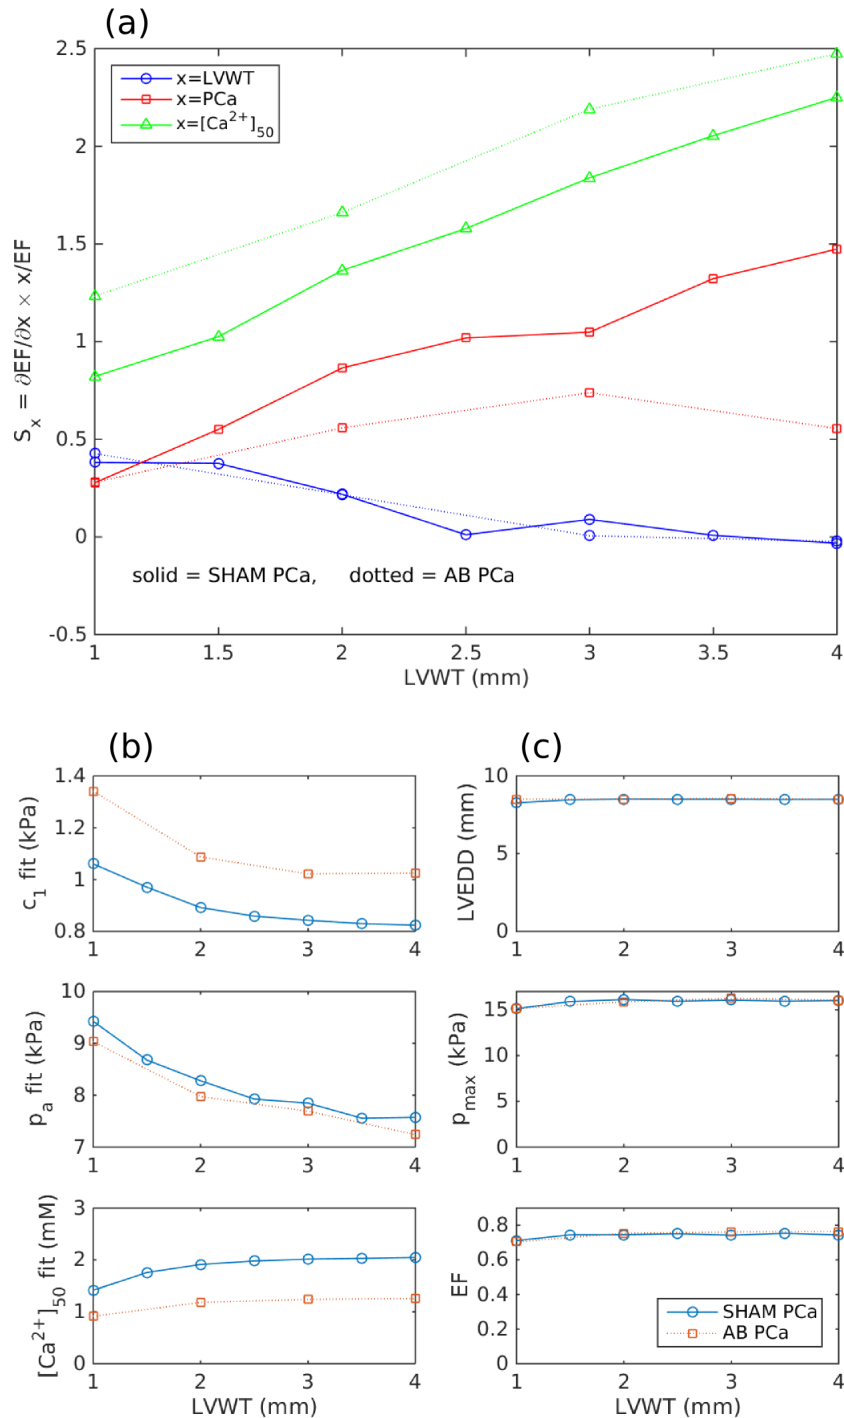 (a)
2.5
2
1.5
1
0.5
0
-0.5
S_x = ∂EF/∂x × x/EF
x=LVWT
x=PCa
x=[Ca²⁺]₅₀
solid = SHAM PCa, dotted = AB PCa
1 1.5 2 2.5 3 3.5 4
LVWT (mm)
(b)
1.4
1.2
1
0.8
c₁ fit (kPa)
1 2 3 4
10
9
8
7
pₐ fit (kPa)
1 2 3 4
3
2
1
0
[Ca²⁺]₅₀ fit (mM)
1 2 3 4
LVWT (mm)
(c)
10
5
0
LVEDD (mm)
1 2 3 4
15
10
5
0
p_max (kPa)
1 2 3 4
0.8
0.6
0.4
0.2
0
EF
SHAM PCa
AB PCa
1 2 3 4
LVWT (mm)